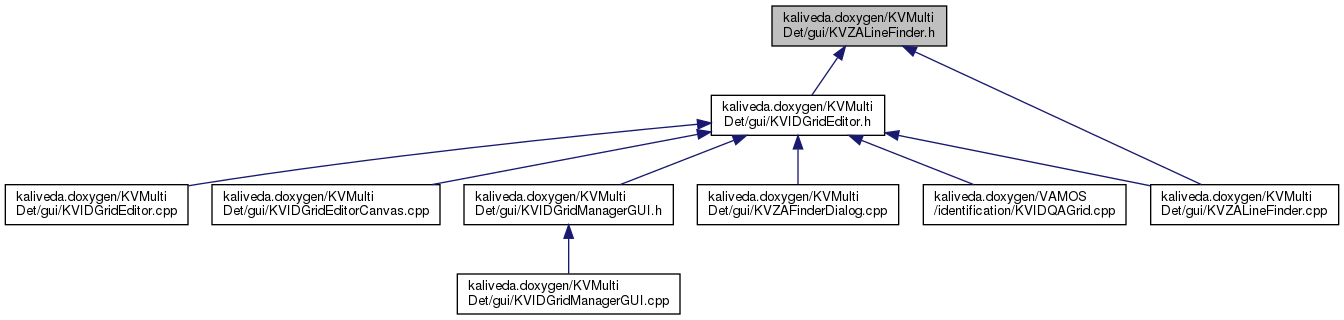 kaliveda.doxygen/KVMulti
Det/gui/KVZALineFinder.h
kaliveda.doxygen/KVMulti
Det/gui/KVIDGridEditor.h
kaliveda.doxygen/KVMulti
Det/gui/KVIDGridEditor.cpp
kaliveda.doxygen/KVMulti
Det/gui/KVIDGridEditorCanvas.cpp
kaliveda.doxygen/KVMulti
Det/gui/KVIDGridManagerGUI.h
kaliveda.doxygen/KVMulti
Det/gui/KVZAFinderDialog.cpp
kaliveda.doxygen/VAMOS
/identification/KVIDQAGrid.cpp
kaliveda.doxygen/KVMulti
Det/gui/KVZALineFinder.cpp
kaliveda.doxygen/KVMulti
Det/gui/KVIDGridManagerGUI.cpp